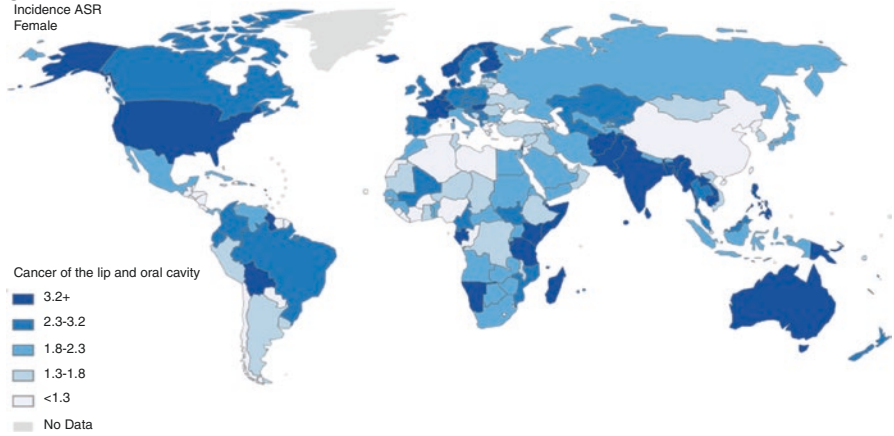 Incidence ASR
Female
Cancer of the lip and oral cavity
3.2+
2.3-3.2
1.8-2.3
1.3-1.8
<1.3
No Data